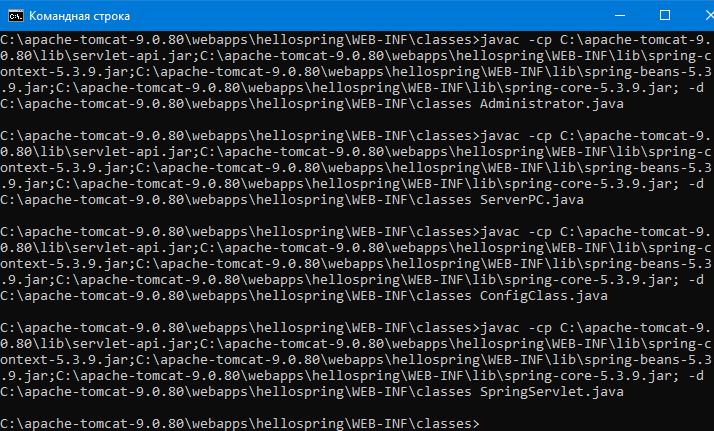 Командная строка
C:\apache-tomcat-9.0.80\webapps\hellospring\WEB-INF\classes>javac -cp C:\apache-tomcat-9.
0.80\lib\servlet-api.jar;C:\apache-tomcat-9.0.80\webapps\hellospring\WEB-INF\lib\spring-c
ontext-5.3.9.jar;C:\apache-tomcat-9.0.80\webapps\hellospring\WEB-INF\lib\spring-beans-5.3
.9.jar;C:\apache-tomcat-9.0.80\webapps\hellospring\WEB-INF\lib\spring-core-5.3.9.jar; -d
C:\apache-tomcat-9.0.80\webapps\hellospring\WEB-INF\classes Administrator.java
C:\apache-tomcat-9.0.80\webapps\hellospring\WEB-INF\classes>javac -cp C:\apache-tomcat-9.
0.80\lib\servlet-api.jar;C:\apache-tomcat-9.0.80\webapps\hellospring\WEB-INF\lib\spring-c
ontext-5.3.9.jar;C:\apache-tomcat-9.0.80\webapps\hellospring\WEB-INF\lib\spring-beans-5.3
.9.jar;C:\apache-tomcat-9.0.80\webapps\hellospring\WEB-INF\lib\spring-core-5.3.9.jar; -d
C:\apache-tomcat-9.0.80\webapps\hellospring\WEB-INF\classes ServerPC.java
C:\apache-tomcat-9.0.80\webapps\hellospring\WEB-INF\classes>javac -cp C:\apache-tomcat-9.
0.80\lib\servlet-api.jar;C:\apache-tomcat-9.0.80\webapps\hellospring\WEB-INF\lib\spring-c
ontext-5.3.9.jar;C:\apache-tomcat-9.0.80\webapps\hellospring\WEB-INF\lib\spring-beans-5.3
.9.jar;C:\apache-tomcat-9.0.80\webapps\hellospring\WEB-INF\lib\spring-core-5.3.9.jar; -d
C:\apache-tomcat-9.0.80\webapps\hellospring\WEB-INF\classes ConfigClass.java
C:\apache-tomcat-9.0.80\webapps\hellospring\WEB-INF\classes>javac -cp C:\apache-tomcat-9.
0.80\lib\servlet-api.jar;C:\apache-tomcat-9.0.80\webapps\hellospring\WEB-INF\lib\spring-c
ontext-5.3.9.jar;C:\apache-tomcat-9.0.80\webapps\hellospring\WEB-INF\lib\spring-beans-5.3
.9.jar;C:\apache-tomcat-9.0.80\webapps\hellospring\WEB-INF\lib\spring-core-5.3.9.jar; -d
C:\apache-tomcat-9.0.80\webapps\hellospring\WEB-INF\classes SpringServlet.java
C:\apache-tomcat-9.0.80\webapps\hellospring\WEB-INF\classes>